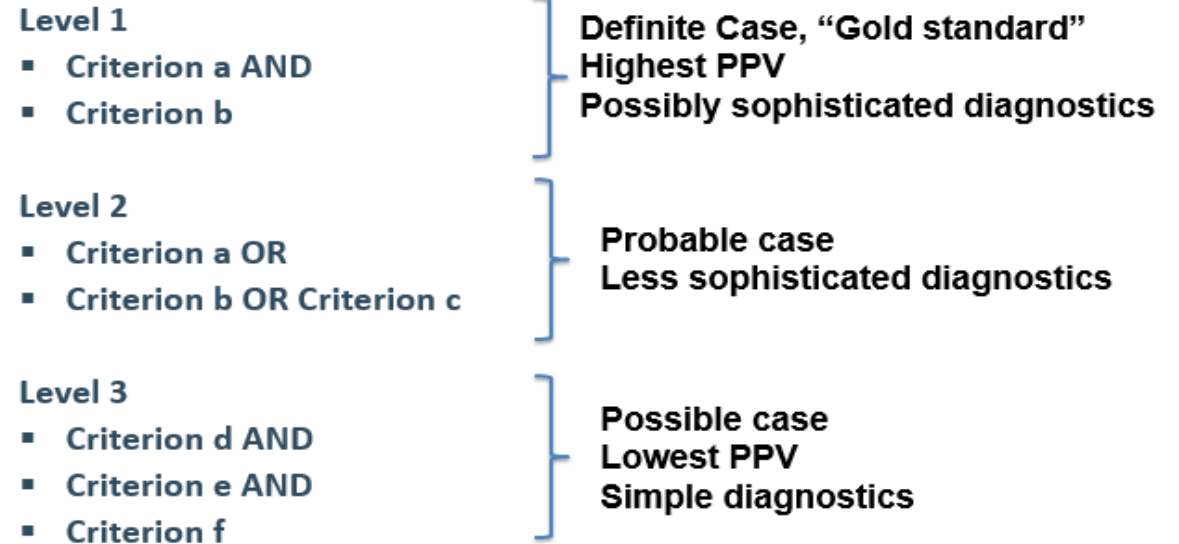 Level 1
▪ Criterion a AND
▪ Criterion b
Definite Case, “Gold standard”
Highest PPV
Possibly sophisticated diagnostics
Level 2
▪ Criterion a OR
▪ Criterion b OR Criterion c
Probable case
Less sophisticated diagnostics
Level 3
▪ Criterion d AND
▪ Criterion e AND
▪ Criterion f
Possible case
Lowest PPV
Simple diagnostics